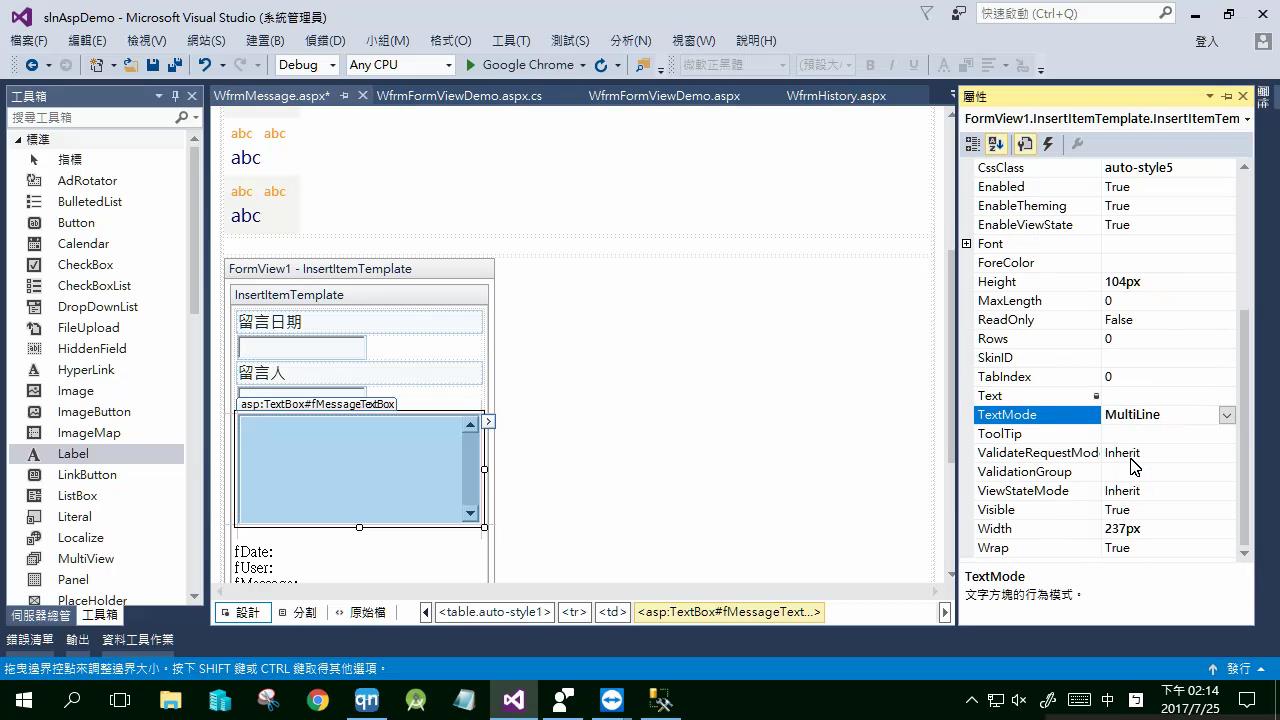 slnAspDemo - Microsoft Visual Studio (系統管理員)
快速啟動 (Ctrl+Q)
檔案(F) 編輯(E) 檢視(V) 網站(S) 建置(B) 偵錯(D) 小組(M) 格式(O) 工具(T) 測試(S) 分析(N) 視窗(W) 說明(H)
登入
Debug Any CPU Google Chrome 微軟正黑體 (預設大 B I U
工具箱
搜尋工具箱
標準
指標
AdRotator
BulletedList
Button
Calendar
CheckBox
CheckBoxList
DropDownList
FileUpload
HiddenField
HyperLink
Image
ImageButton
ImageMap
Label
LinkButton
ListBox
Literal
Localize
MultiView
Panel
PlaceHolder
伺服器總管 工具箱
WfrmMessage.aspx* WfrmFormViewDemo.aspx.cs WfrmFormViewDemo.aspx WfrmHistory.aspx
abc abc
abc
abc abc
abc
FormView1 - InsertItemTemplate
InsertItemTemplate
留言日期
留言人
asp:TextBox#fMessageTextBox
fDate:
fUser:
fMessage:
設計 分割 原始檔 <table.auto-style1> <tr> <td> <asp:TextBox#fMessageText...>
屬性
FormView1.InsertItemTemplate.InsertItemTem
CssClass auto-style5
Enabled True
EnableTheming True
EnableViewState True
Font
ForeColor
Height 104px
MaxLength 0
ReadOnly False
Rows 0
SkinID
TabIndex 0
Text
TextMode MultiLine
ToolTip
ValidateRequestMode Inherit
ValidationGroup
ViewStateMode Inherit
Visible True
Width 237px
Wrap True
TextMode
文字方塊的行為模式。
錯誤清單 輸出 資料工具作業
拖曳邊界控點來調整邊界大小。按下 SHIFT 鍵或 CTRL 鍵取得其他選項。
發行
qn
中
下午 02:14
2017/7/25